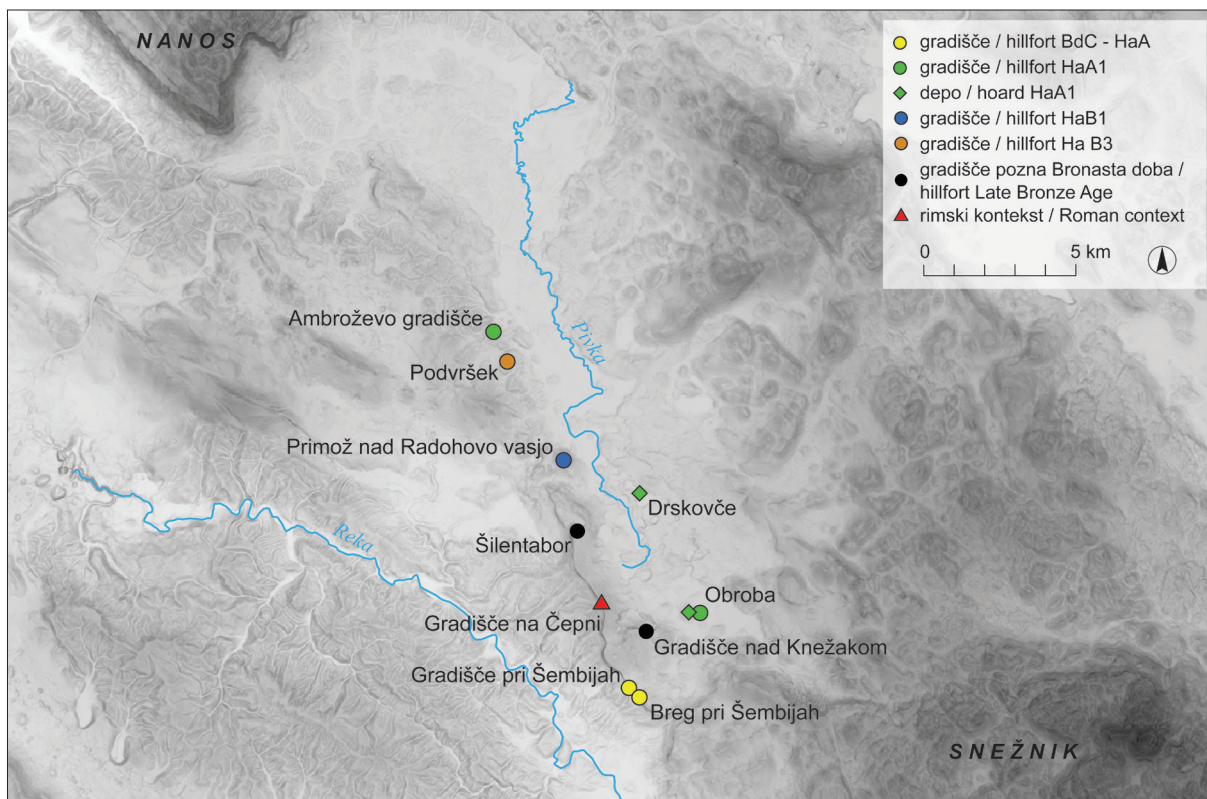 NANOS
gradišče / hillfort BdC - HaA
gradišče / hillfort HaA1
depo / hoard HaA1
gradišče / hillfort HaB1
gradišče / hillfort Ha B3
gradišče pozna Bronasta doba /
hillfort Late Bronze Age
rimski kontekst / Roman context
0 5 km
Ambroževo gradišče
Pivka
Podvršek
Primož nad Radohovo vasjo
Drskovče
Reka
Šilentabor
Obroba
Gradišče na Čepni
Gradišče nad Knežakom
Gradišče pri Šembijah
Breg pri Šembijah
SNEŽNIK